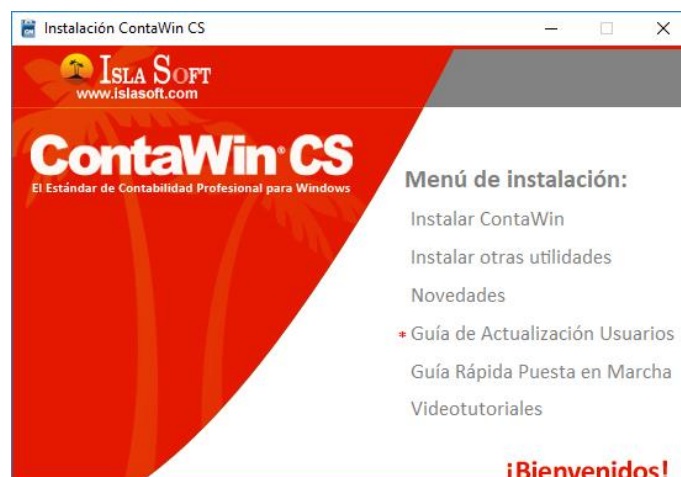 Instalación ContaWin CS
ISLA SOFT
www.islasoft.com
ContaWin® CS
El Estándar de Contabilidad Profesional para Windows
Menú de instalación:
Instalar ContaWin
Instalar otras utilidades
Novedades
* Guía de Actualización Usuarios
Guía Rápida Puesta en Marcha
Videotutoriales
¡Bienvenidos!